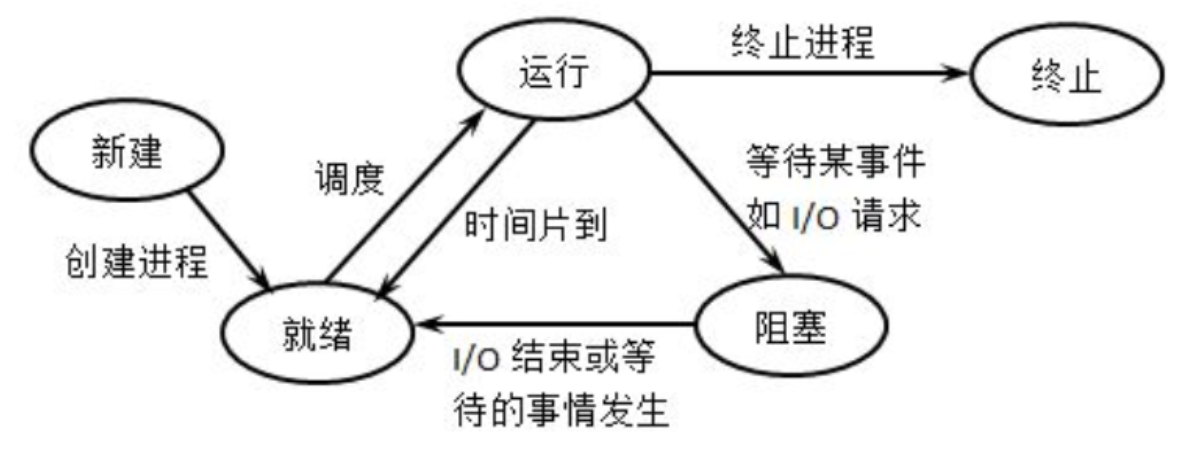 终止进程
运行
终止
新建
等待某事件
如 I/O 请求
调度
时间片到
创建进程
就绪
阻塞
I/O 结束或等
待的事情发生